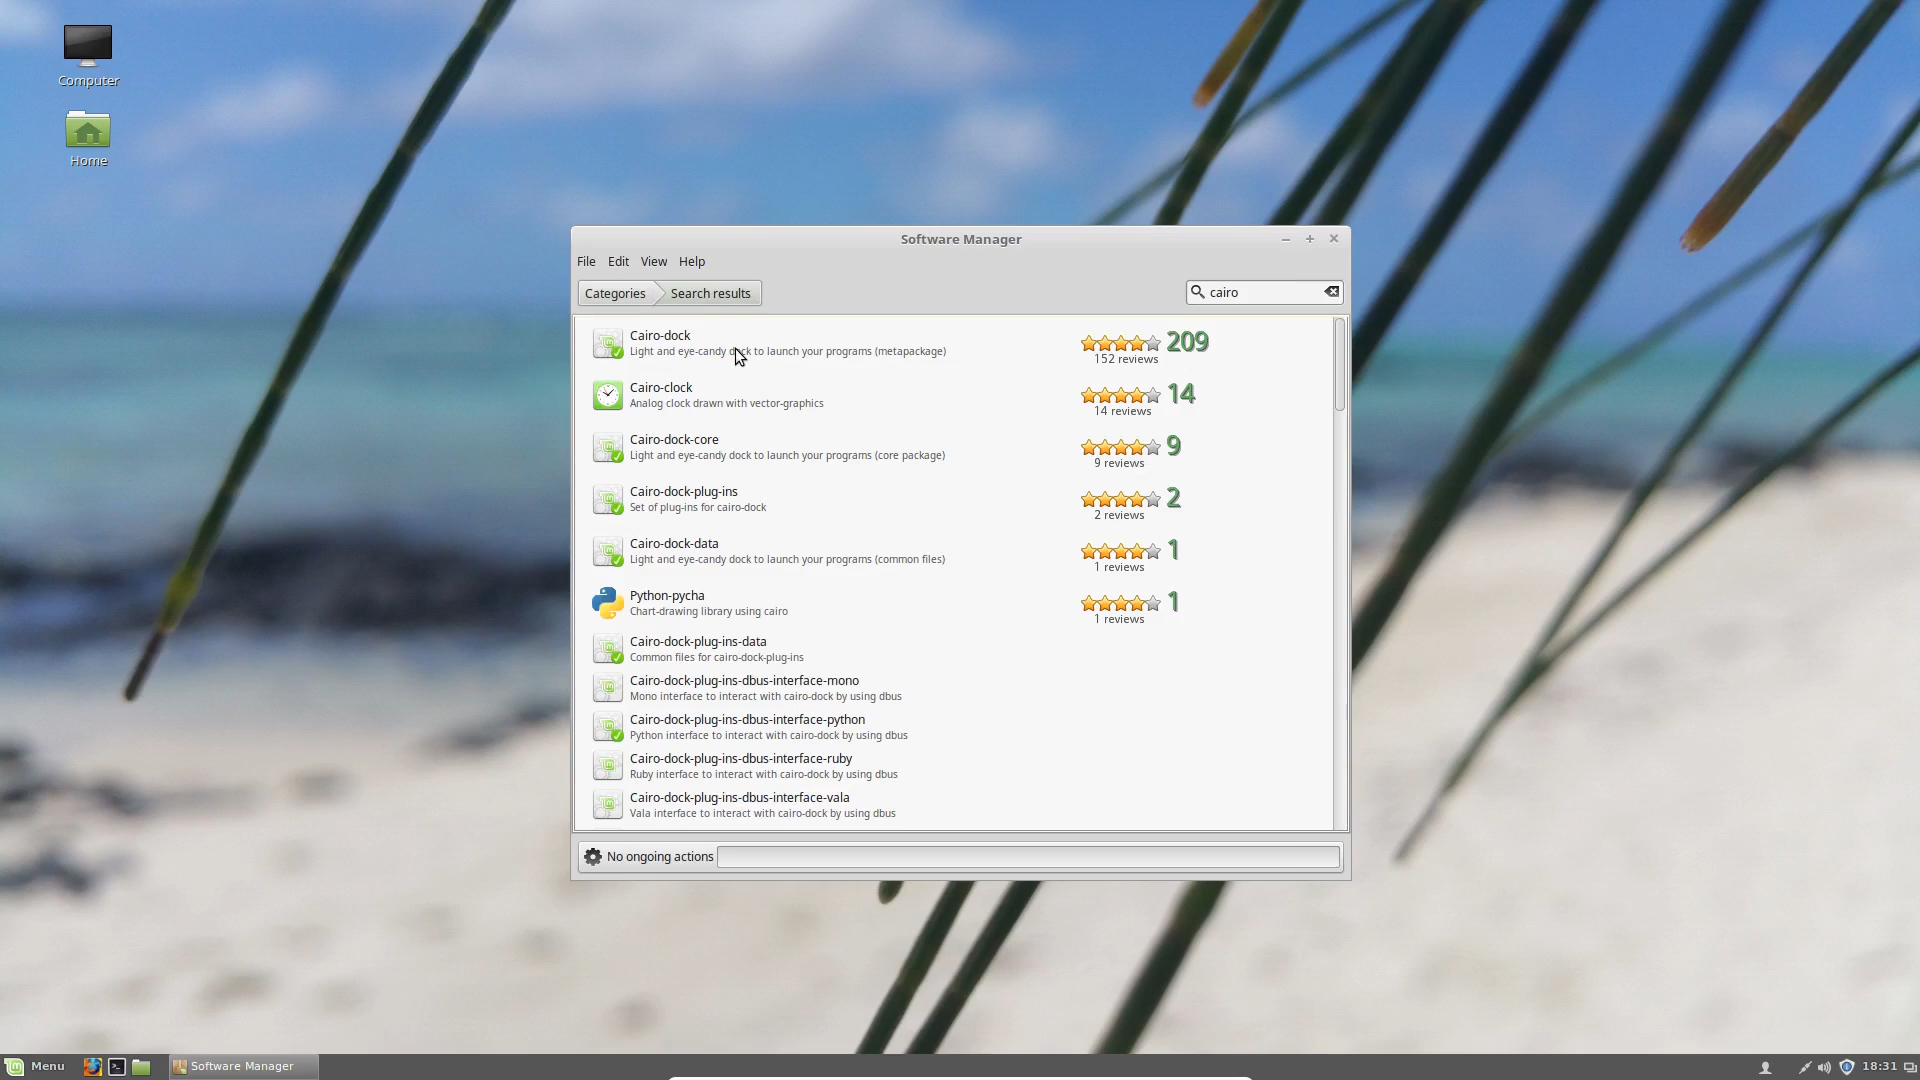 Computer
Home
Software Manager
File Edit View Help
Categories Search results cairo
Cairo-dock
Light and eye-candy dock to launch your programs (metapackage)
209
152 reviews
Cairo-clock
Analog clock drawn with vector-graphics
14
14 reviews
Cairo-dock-core
Light and eye-candy dock to launch your programs (core package)
9
9 reviews
Cairo-dock-plug-ins
Set of plug-ins for cairo-dock
2
2 reviews
Cairo-dock-data
Light and eye-candy dock to launch your programs (common files)
1
1 reviews
Python-pycha
Chart-drawing library using cairo
1
1 reviews
Cairo-dock-plug-ins-data
Common files for cairo-dock-plug-ins
Cairo-dock-plug-ins-dbus-interface-mono
Mono interface to interact with cairo-dock by using dbus
Cairo-dock-plug-ins-dbus-interface-python
Python interface to interact with cairo-dock by using dbus
Cairo-dock-plug-ins-dbus-interface-ruby
Ruby interface to interact with cairo-dock by using dbus
Cairo-dock-plug-ins-dbus-interface-vala
Vala interface to interact with cairo-dock by using dbus
No ongoing actions
Menu Software Manager 18:31